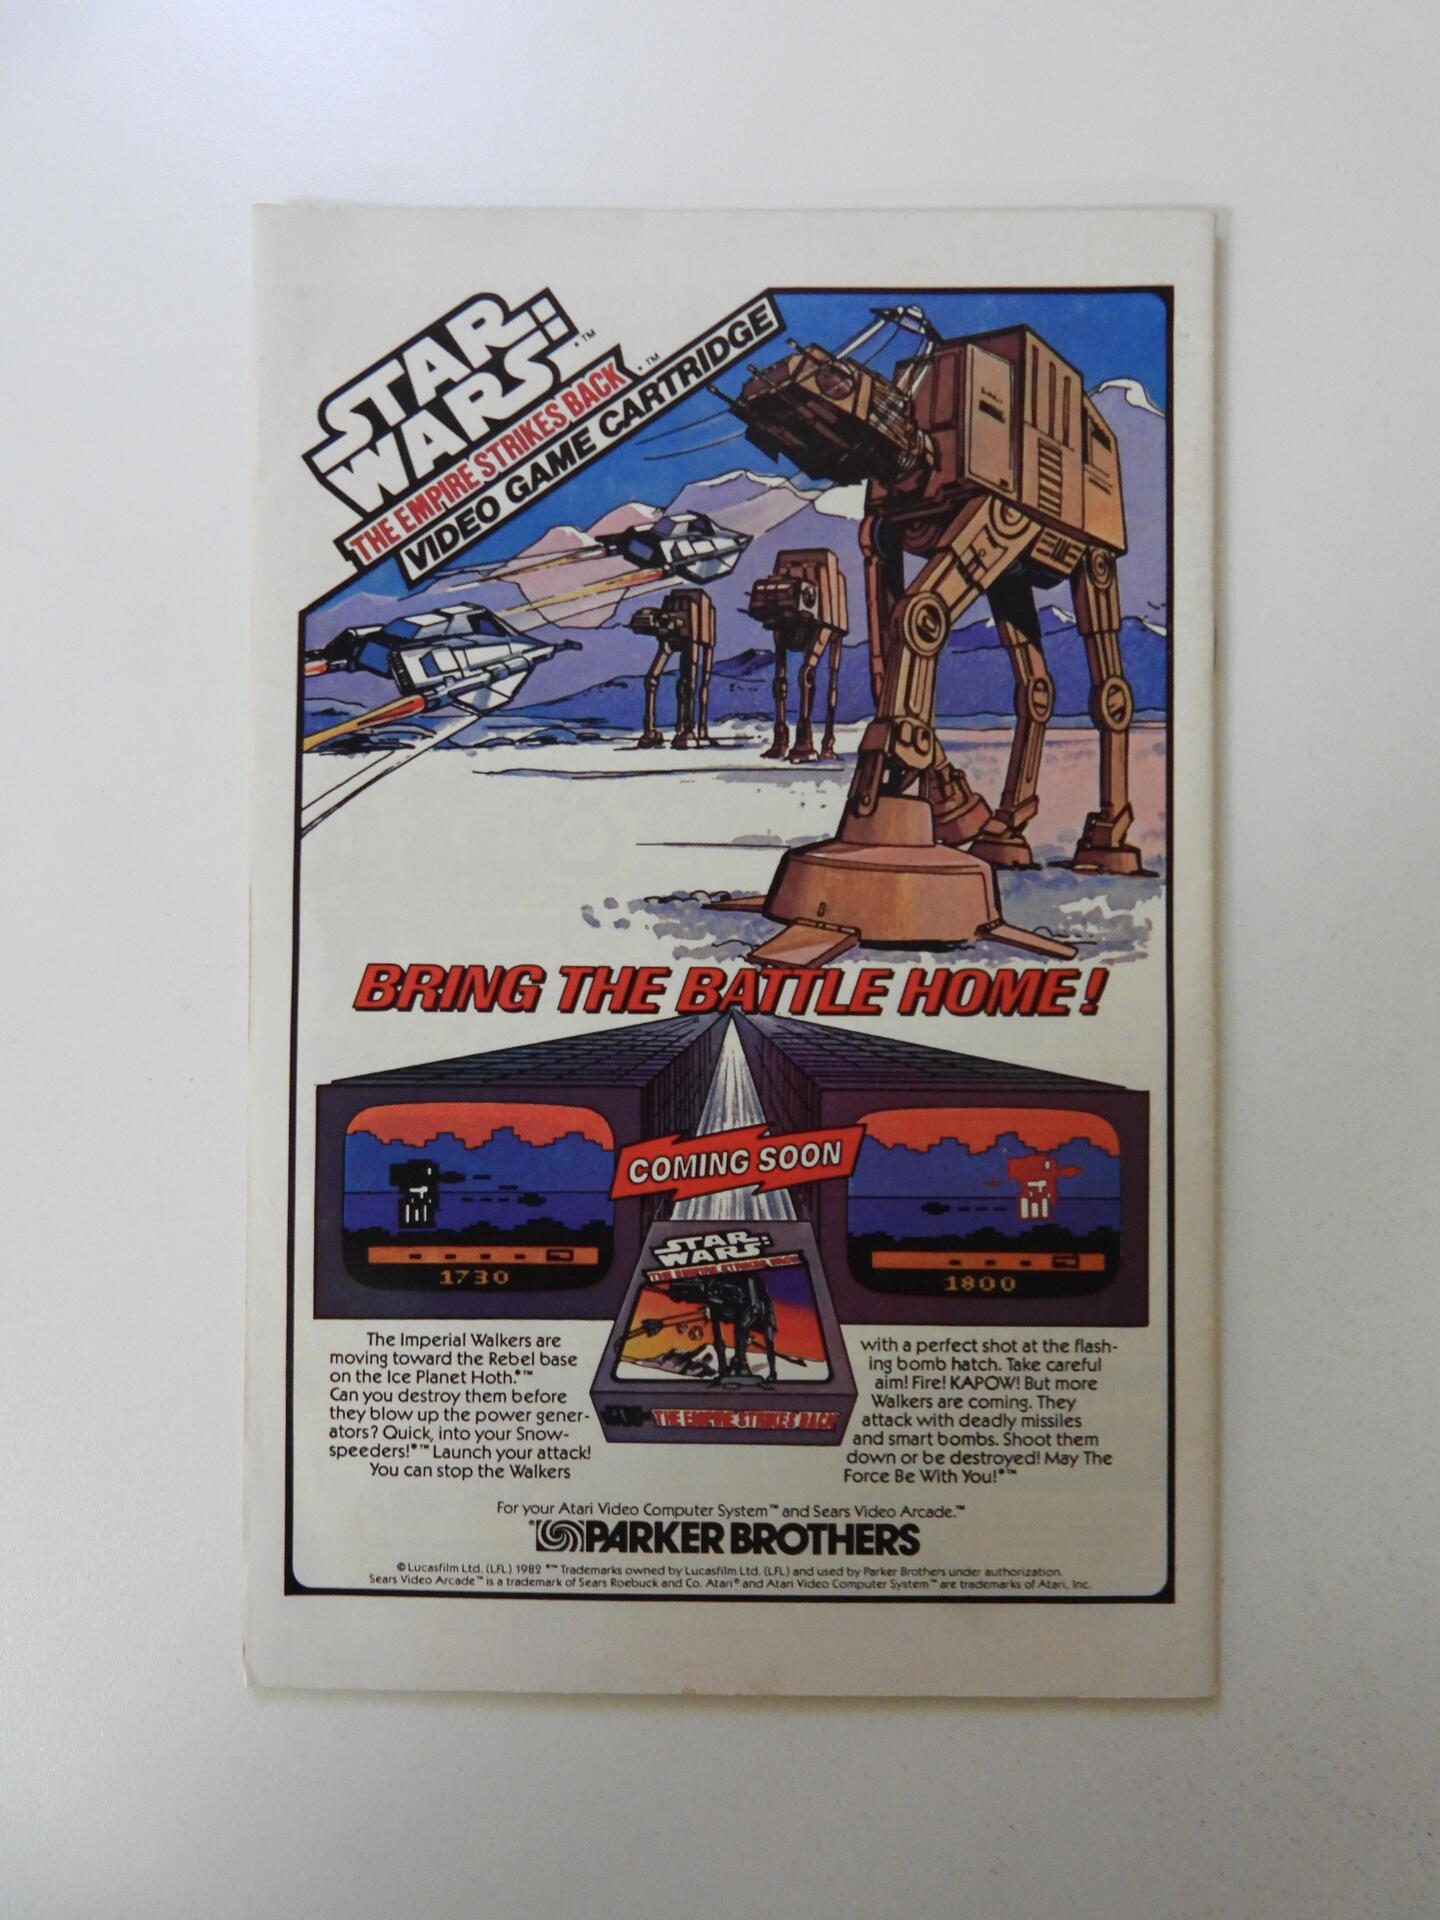 STAR
WARS:™
THE EMPIRE STRIKES BACK™
VIDEO GAME CARTRIDGE
BRING THE BATTLE HOME!
COMING SOON
1730
1800
STAR
WARS:
THE EMPIRE STRIKES BACK
THE EMPIRE STRIKES BACK
The Imperial Walkers are
moving toward the Rebel base
on the Ice Planet Hoth.*™
Can you destroy them before
they blow up the power gener-
ators? Quick, into your Snow-
speeders!*™ Launch your attack!
You can stop the Walkers
with a perfect shot at the flash-
ing bomb hatch. Take careful
aim! Fire! KAPOW! But more
Walkers are coming. They
attack with deadly missiles
and smart bombs. Shoot them
down or be destroyed! May The
Force Be With You!*™
For your Atari Video Computer System™ and Sears Video Arcade.™
PARKER BROTHERS
© Lucasfilm Ltd. (LFL) 1982 *™ Trademarks owned by Lucasfilm Ltd. (LFL) and used by Parker Brothers under authorization.
Sears Video Arcade™ is a trademark of Sears Roebuck and Co. Atari® and Atari Video Computer System™ are trademarks of Atari, Inc.